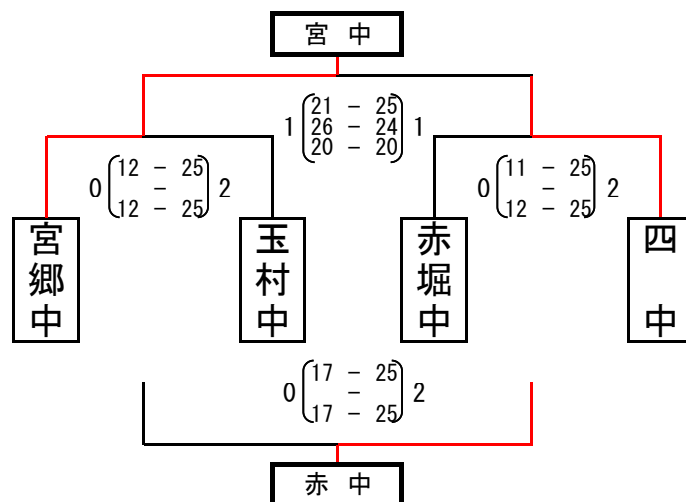 宮 中
1 21 - 25 1
26 - 24
20 - 20
0 12 - 25 2
-
12 - 25
0 11 - 25 2
-
12 - 25
宮郷中
玉村中
赤堀中
四 中
0 17 - 25 2
-
17 - 25
赤 中